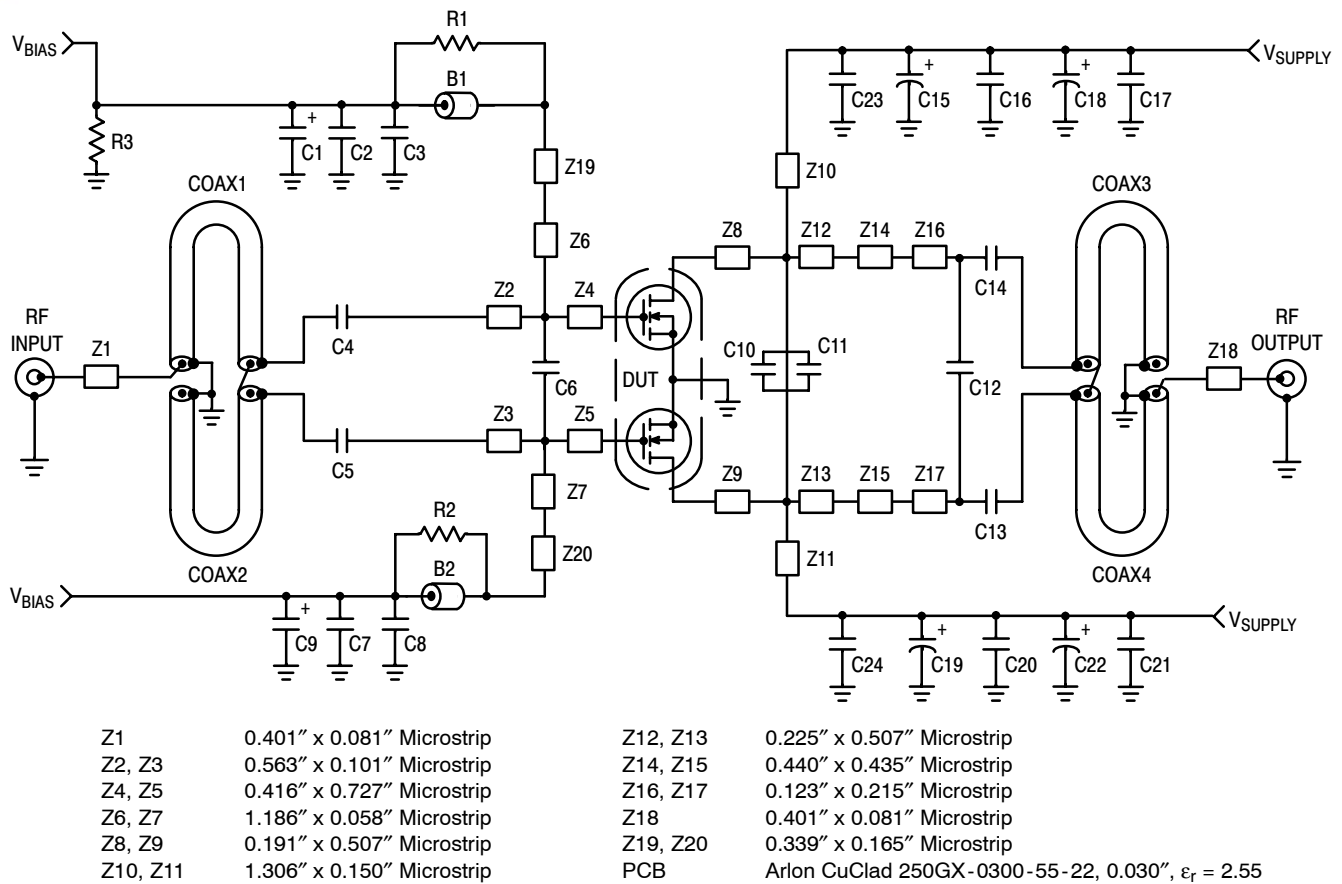 R1
V_BIAS
V_SUPPLY
B1
C23
C15
+
C16
C18
+
C17
R3
C1
+
C2
C3
Z19
Z10
COAX1
COAX3
Z6
Z8
Z12
Z14
Z16
C14
RF INPUT
Z1
C4
Z2
Z4
RF OUTPUT
Z18
C6
DUT
C10
C11
C12
C5
Z3
Z5
Z9
Z13
Z15
Z17
C13
Z7
R2
Z20
Z11
COAX2
B2
COAX4
V_BIAS
V_SUPPLY
C9
+
C7
C8
C24
C19
+
C20
C22
+
C21
Z1 0.401″ x 0.081″ Microstrip
Z2, Z3 0.563″ x 0.101″ Microstrip
Z4, Z5 0.416″ x 0.727″ Microstrip
Z6, Z7 1.186″ x 0.058″ Microstrip
Z8, Z9 0.191″ x 0.507″ Microstrip
Z10, Z11 1.306″ x 0.150″ Microstrip
Z12, Z13 0.225″ x 0.507″ Microstrip
Z14, Z15 0.440″ x 0.435″ Microstrip
Z16, Z17 0.123″ x 0.215″ Microstrip
Z18 0.401″ x 0.081″ Microstrip
Z19, Z20 0.339″ x 0.165″ Microstrip
PCB Arlon CuClad 250GX-0300-55-22, 0.030″, εr = 2.55